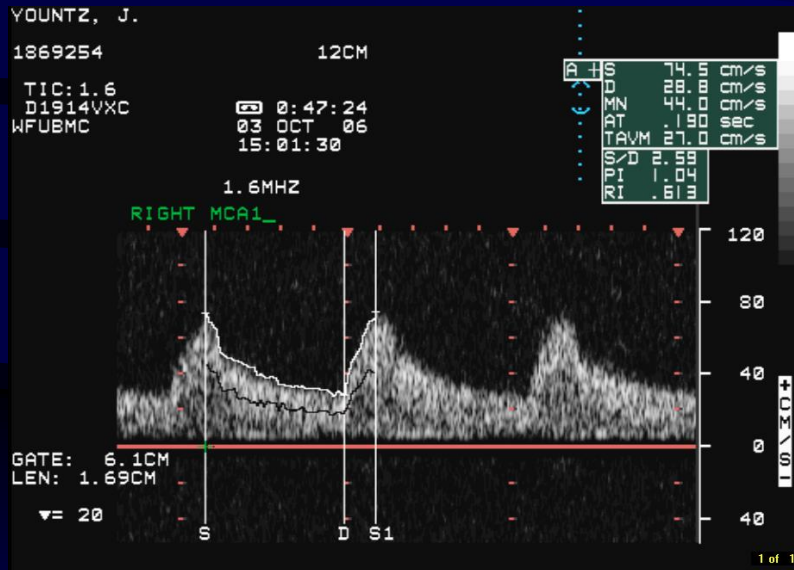 YOUNTZ, J.
1869254 12CM
TIC:1.6
D1914VXC 0:47:24
WFUBMC 03 OCT 06
15:01:30
1.6MHZ
RIGHT MCA1_
A + S 74.5 cm/s
D 28.8 cm/s
MN 44.0 cm/s
AT .190 sec
TAVM 27.0 cm/s
S/D 2.59
PI 1.04
RI .613
120
80
40
0
40
+CM/S-
GATE: 6.1CM
LEN: 1.69CM
▼= 20
S D S1
1 of 1